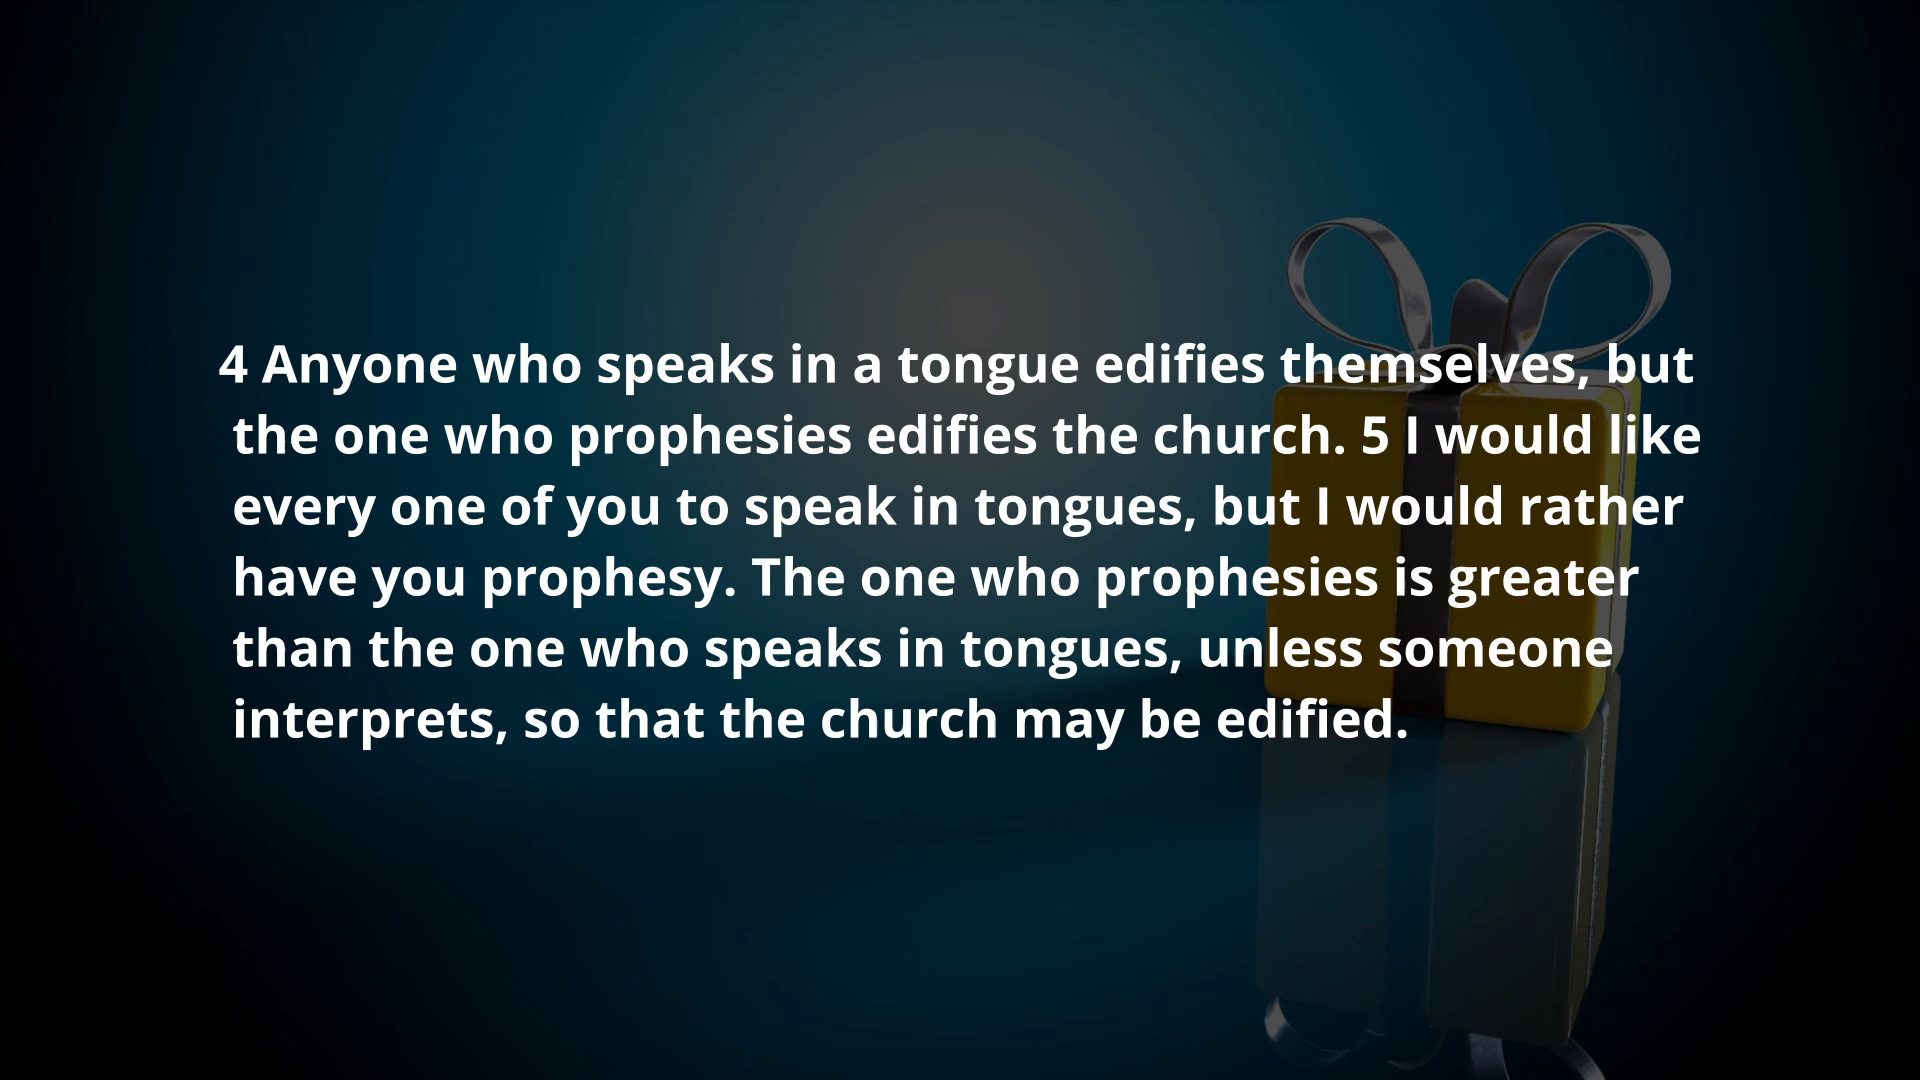 4 Anyone who speaks in a tongue edifies themselves, but
the one who prophesies edifies the church. 5 I would like
every one of you to speak in tongues, but I would rather
have you prophesy. The one who prophesies is greater
than the one who speaks in tongues, unless someone
interprets, so that the church may be edified.